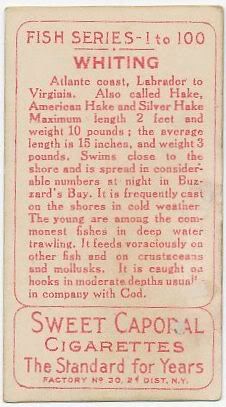 FISH SERIES-1 to 100
WHITING
Atlante coast, Labrador to
Virginia. Also called Hake,
American Hake and Silver Hake
Maximum length 2 feet and
weight 10 pounds; the average
length is 15 inches, and weight 3
pounds. Swims close to the
shore and is spread in consider-
able numbers at night in Buz-
zard's Bay. It is frequently cast
on the shores in cold weather.
The young are among the com-
monest fishes in deep water
trawling. It feeds voraciously on
other fish and on crustaceans
and mollusks. It is caught on
hooks in moderate depths usual
in company with Cod.
SWEET CAPORAL
CIGARETTES
The Standard for Years
FACTORY No. 30, 2d DIST. N.Y.